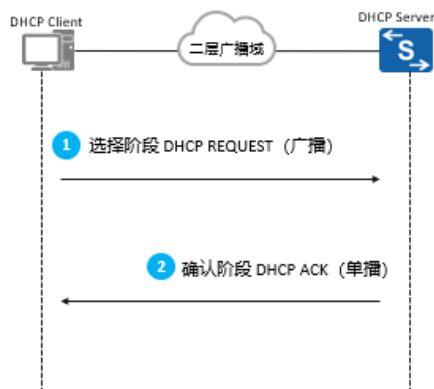 DHCP Client
DHCP Server
二层广播域
S
1 选择阶段 DHCP REQUEST（广播）
2 确认阶段 DHCP ACK（单播）